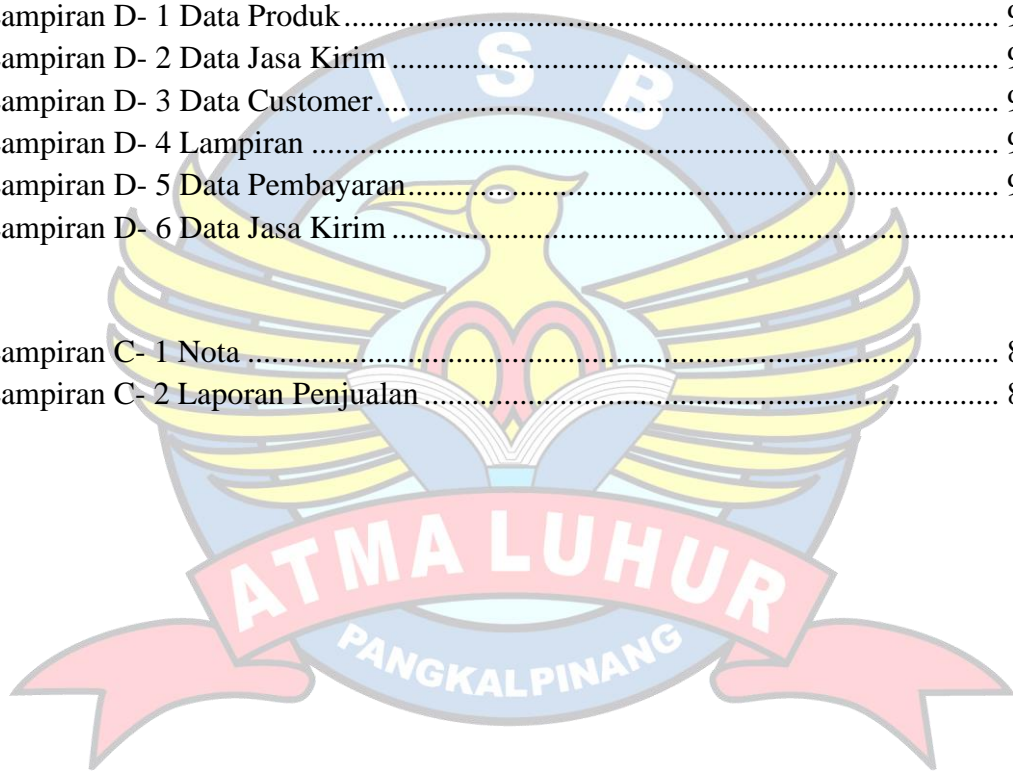 ampiran D- 1 Data Produk ........................................................................................................ 9
ampiran D- 2 Data Jasa Kirim ................................................................................................ 9
ampiran D- 3 Data Customer ................................................................................................... 9
ampiran D- 4 Lampiran ............................................................................................................ 9
ampiran D- 5 Data Pembayaran .............................................................................................. 9
ampiran D- 6 Data Jasa Kirim ..................................................................................................
ampiran C- 1 Nota ...................................................................................................................... 8
ampiran C- 2 Laporan Penjualan ........................................................................................... 8
I S B
ATMA LUHUR
PANGKALPINANG